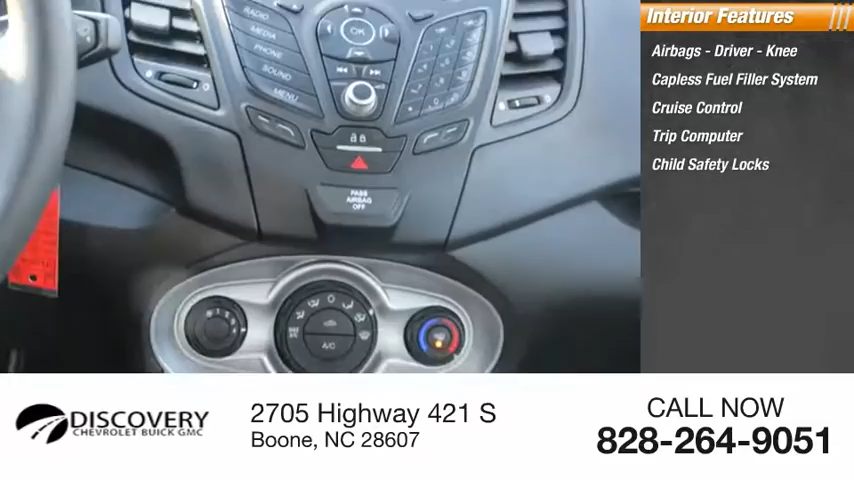 RADIO
MEDIA
PHONE
SOUND
MENU
OK
PASS
AIRBAG
OFF
A/C
Interior Features
Airbags - Driver - Knee
Capless Fuel Filler System
Cruise Control
Trip Computer
Child Safety Locks
DISCOVERY
CHEVROLET BUICK GMC
2705 Highway 421 S
Boone, NC 28607
CALL NOW
828-264-9051